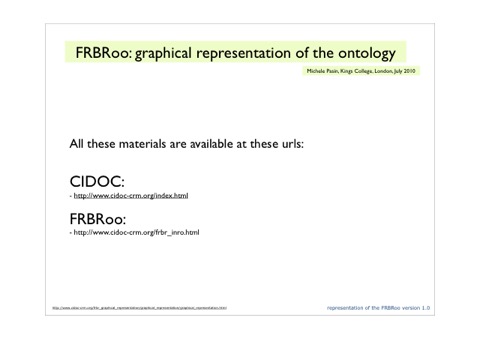 FRBRoo: graphical representation of the ontology
Michele Pasin, Kings College, London, July 2010
All these materials are available at these urls:
CIDOC:
- http://www.cidoc-crm.org/index.html
FRBRoo:
- http://www.cidoc-crm.org/frbr_inro.html
representation of the FRBRoo version 1.0